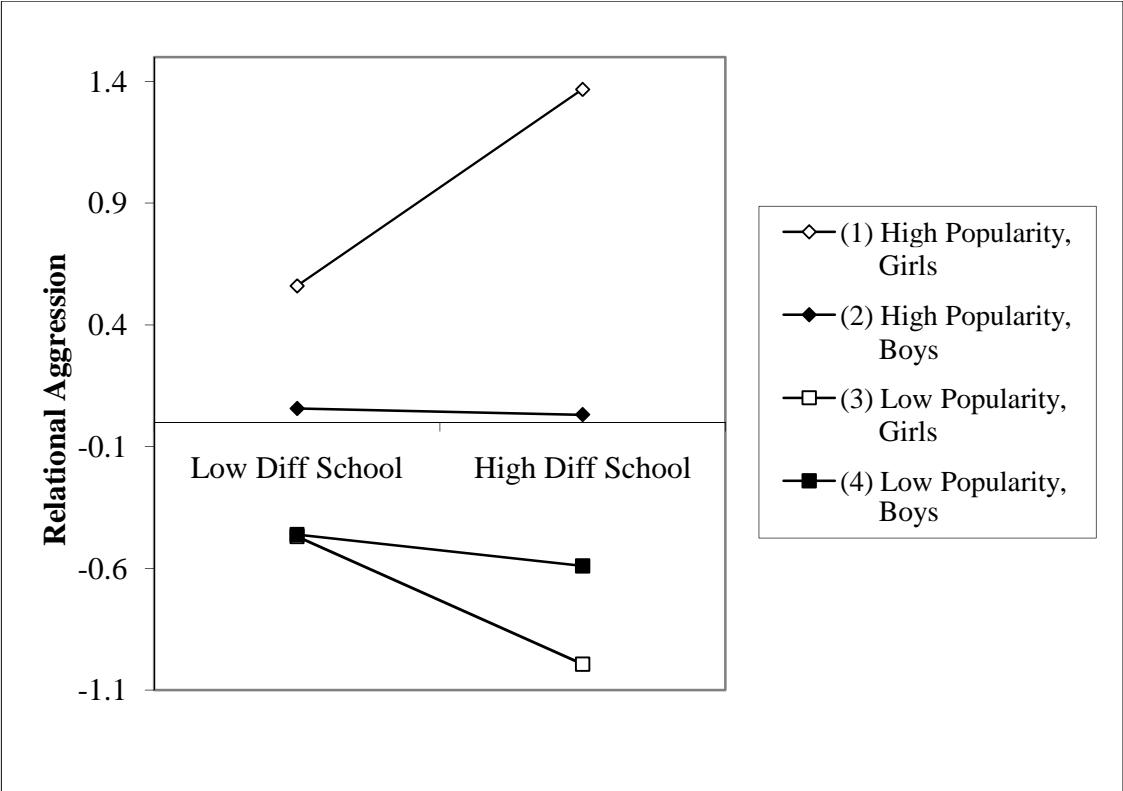 1.4
0.9
0.4
-0.1
-0.6
-1.1
Relational Aggression
Low Diff School
High Diff School
(1) High Popularity,
Girls
(2) High Popularity,
Boys
(3) Low Popularity,
Girls
(4) Low Popularity,
Boys